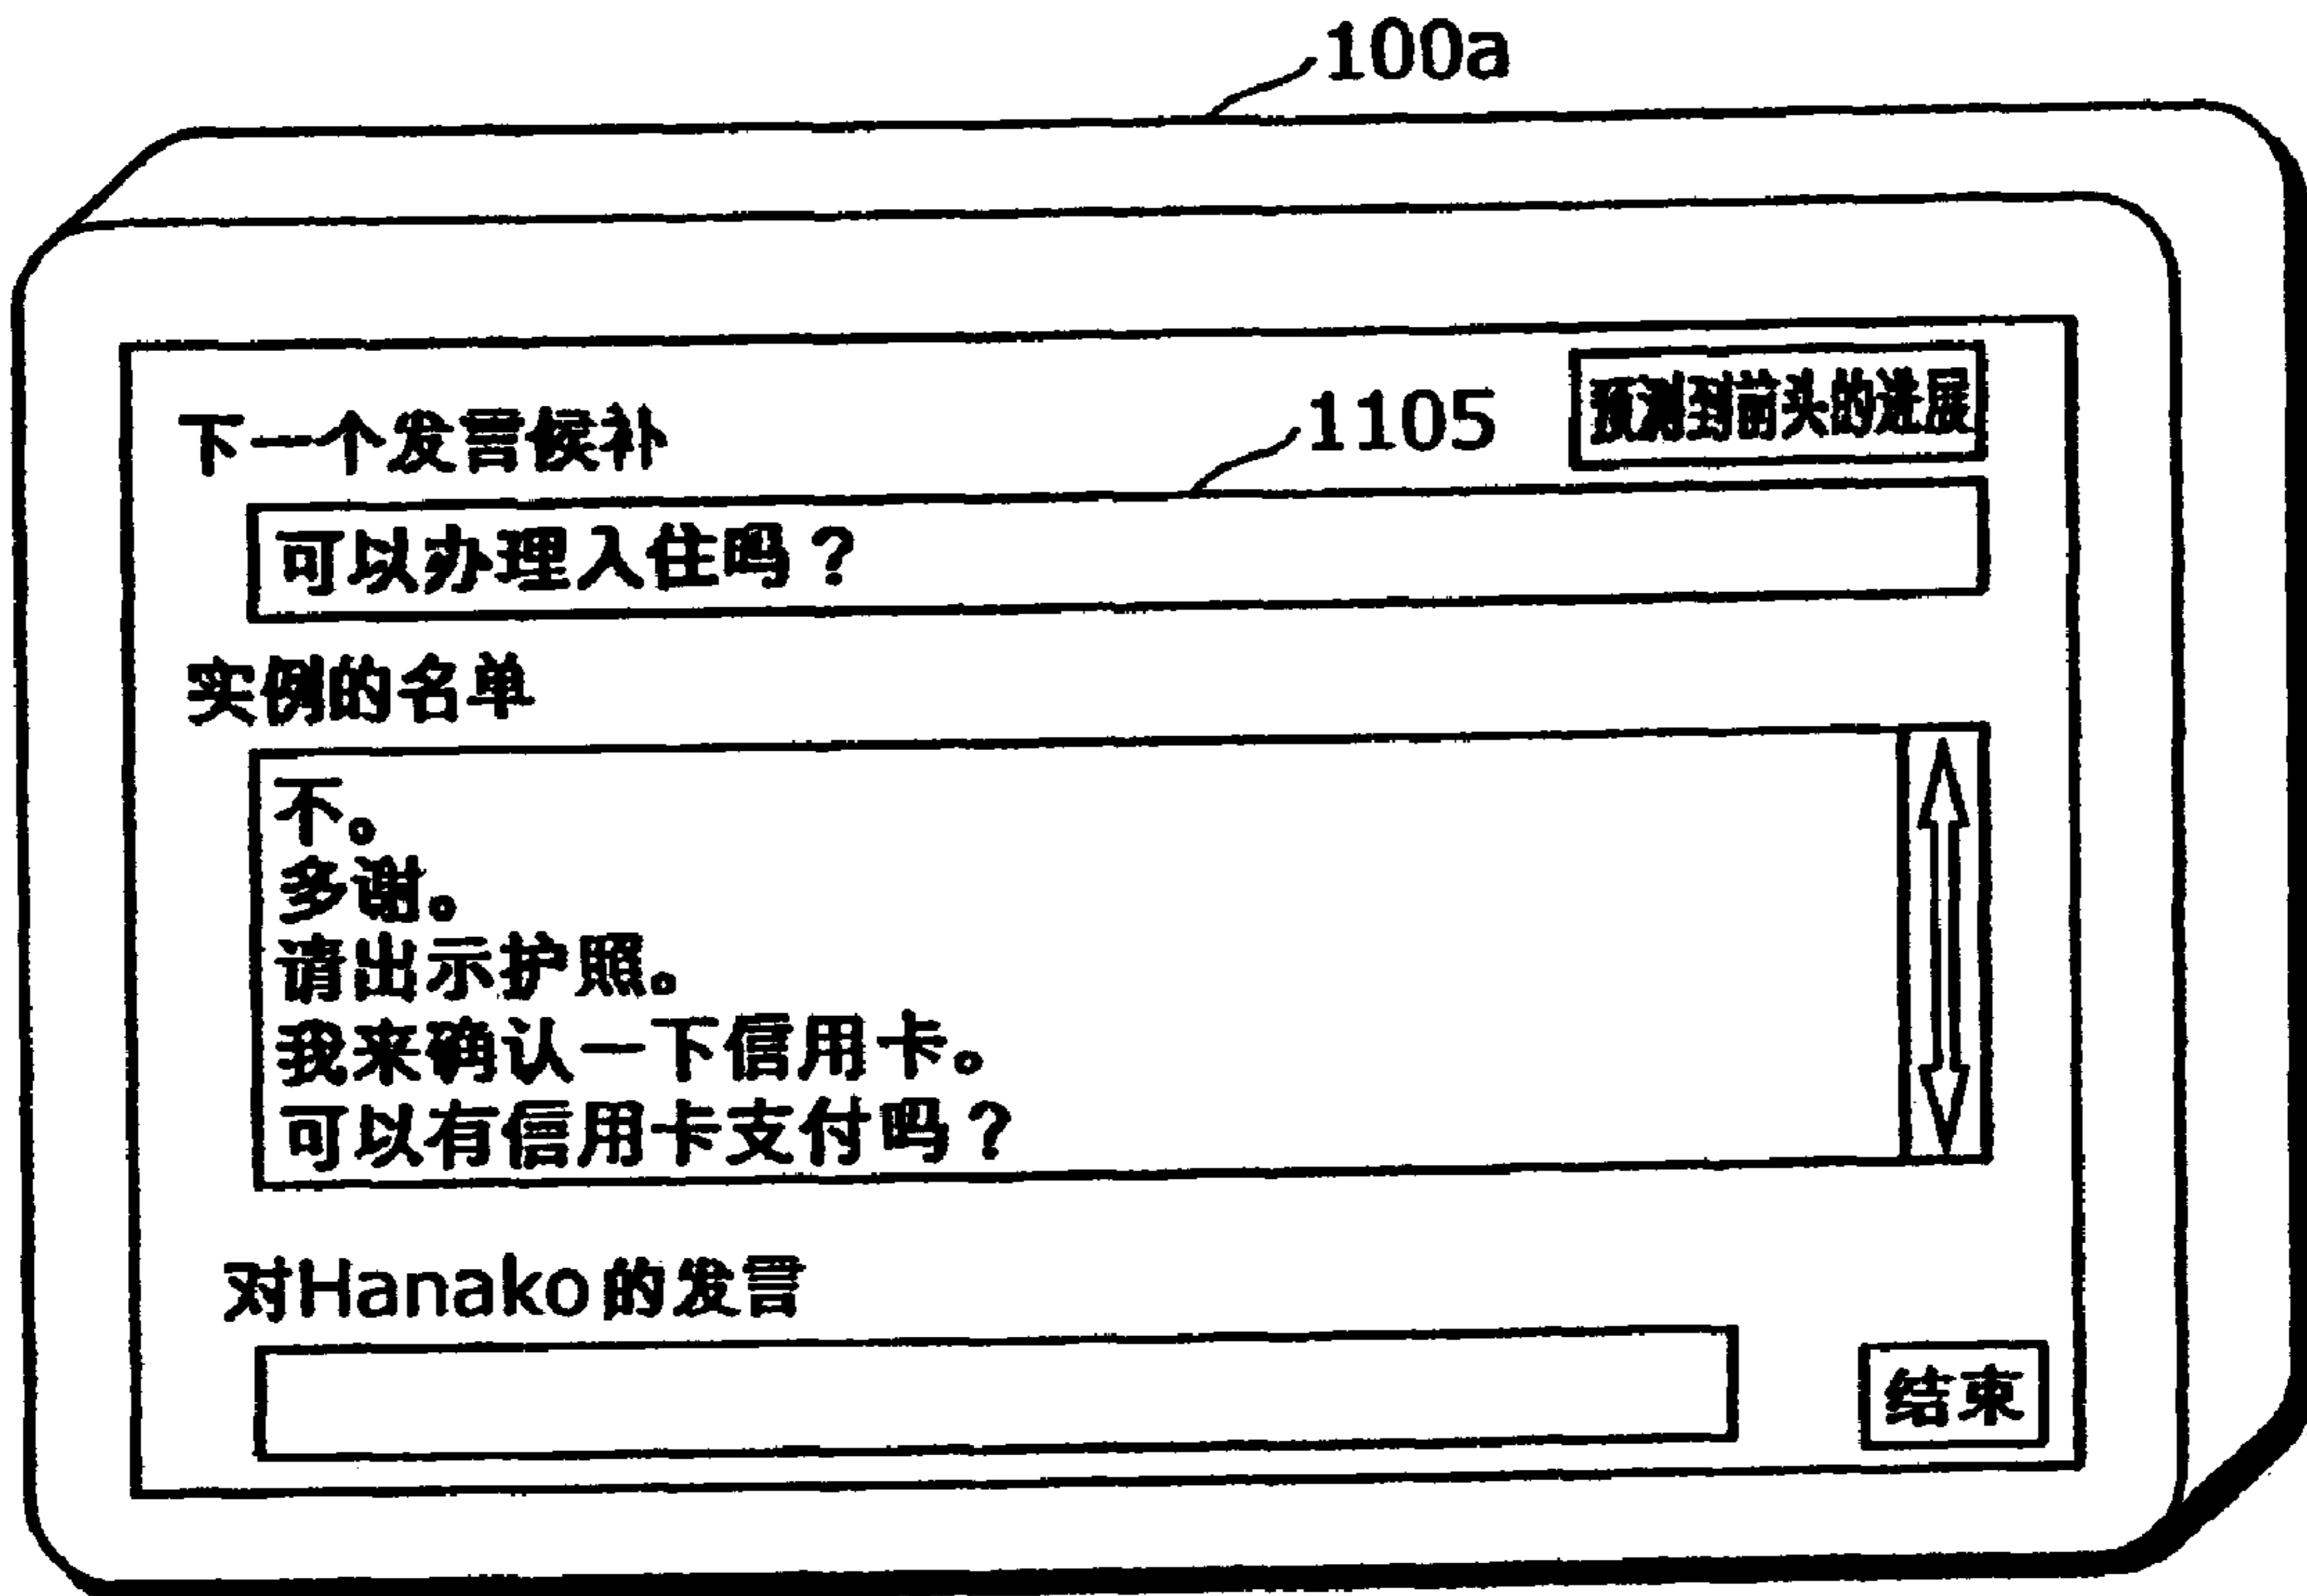 100a
下一个发言候补
1105
预测到前头的进展
可以办理入住吗？
实例的名单
不。
多谢。
请出示护照。
我来确认一下信用卡。
可以有信用卡支付吗？
对Hanako的发言
结束